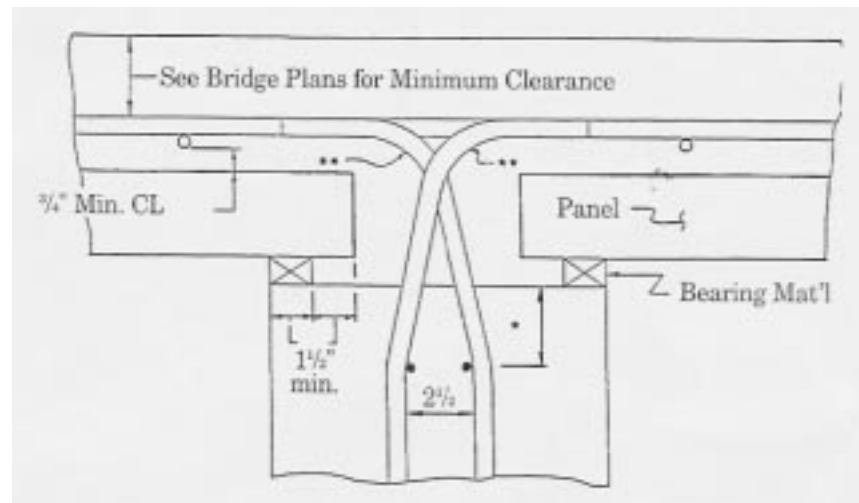 See Bridge Plans for Minimum Clearance
** **
¾" Min. CL
Panel
Bearing Mat'l
*
1½"
min.
2½